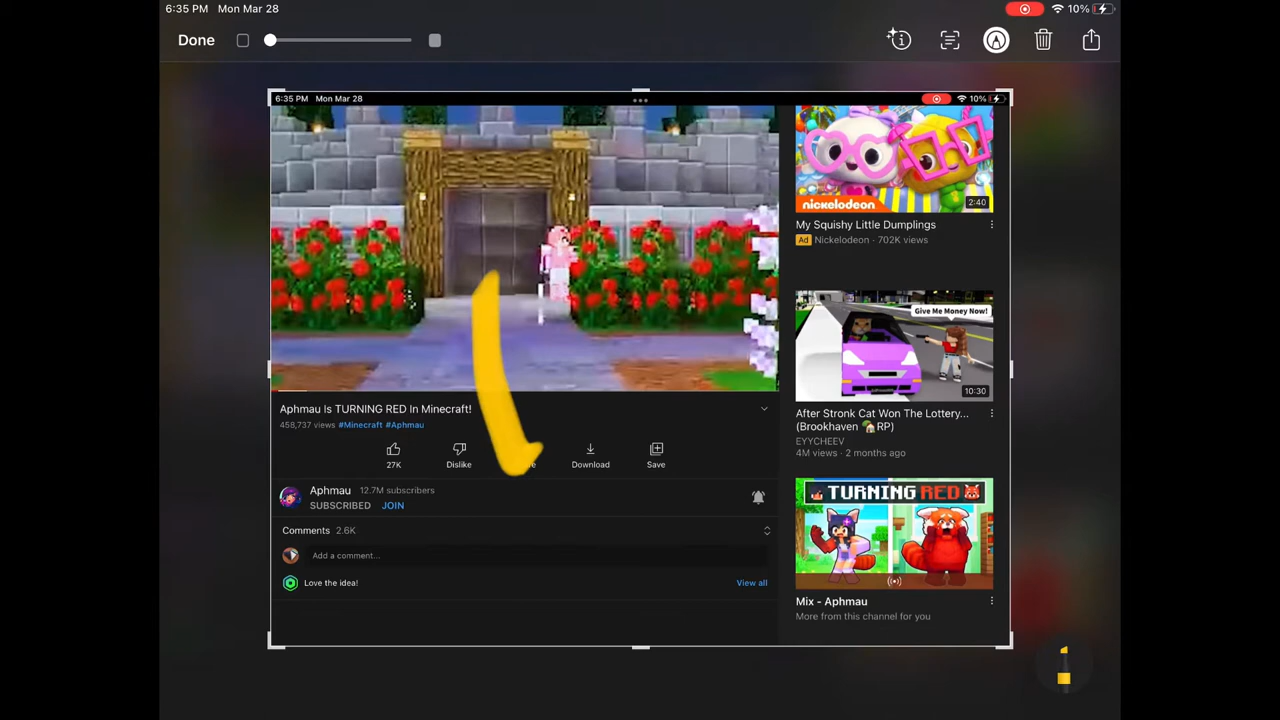 6:35 PM Mon Mar 28
10%
Done
6:35 PM Mon Mar 28
10%
nickelodeon
2:40
My Squishy Little Dumplings
Ad Nickelodeon · 702K views
Give Me Money Now!
10:30
After Stronk Cat Won The Lottery...
(Brookhaven 🏡RP)
EYYCHEEV
4M views · 2 months ago
TURNING RED
Mix - Aphmau
More from this channel for you
Aphmau Is TURNING RED In Minecraft!
458,737 views #Minecraft #Aphmau
27K
Dislike
Download
Save
Aphmau 12.7M subscribers
SUBSCRIBED JOIN
Comments 2.6K
Add a comment...
Love the idea!
View all